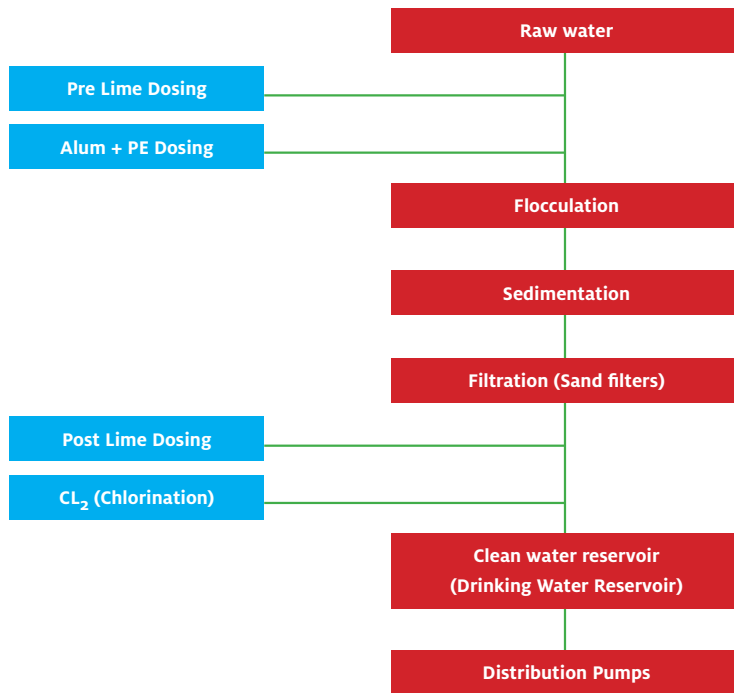 Raw water
Pre Lime Dosing
Alum + PE Dosing
Flocculation
Sedimentation
Filtration (Sand filters)
Post Lime Dosing
CL₂ (Chlorination)
Clean water reservoir
(Drinking Water Reservoir)
Distribution Pumps